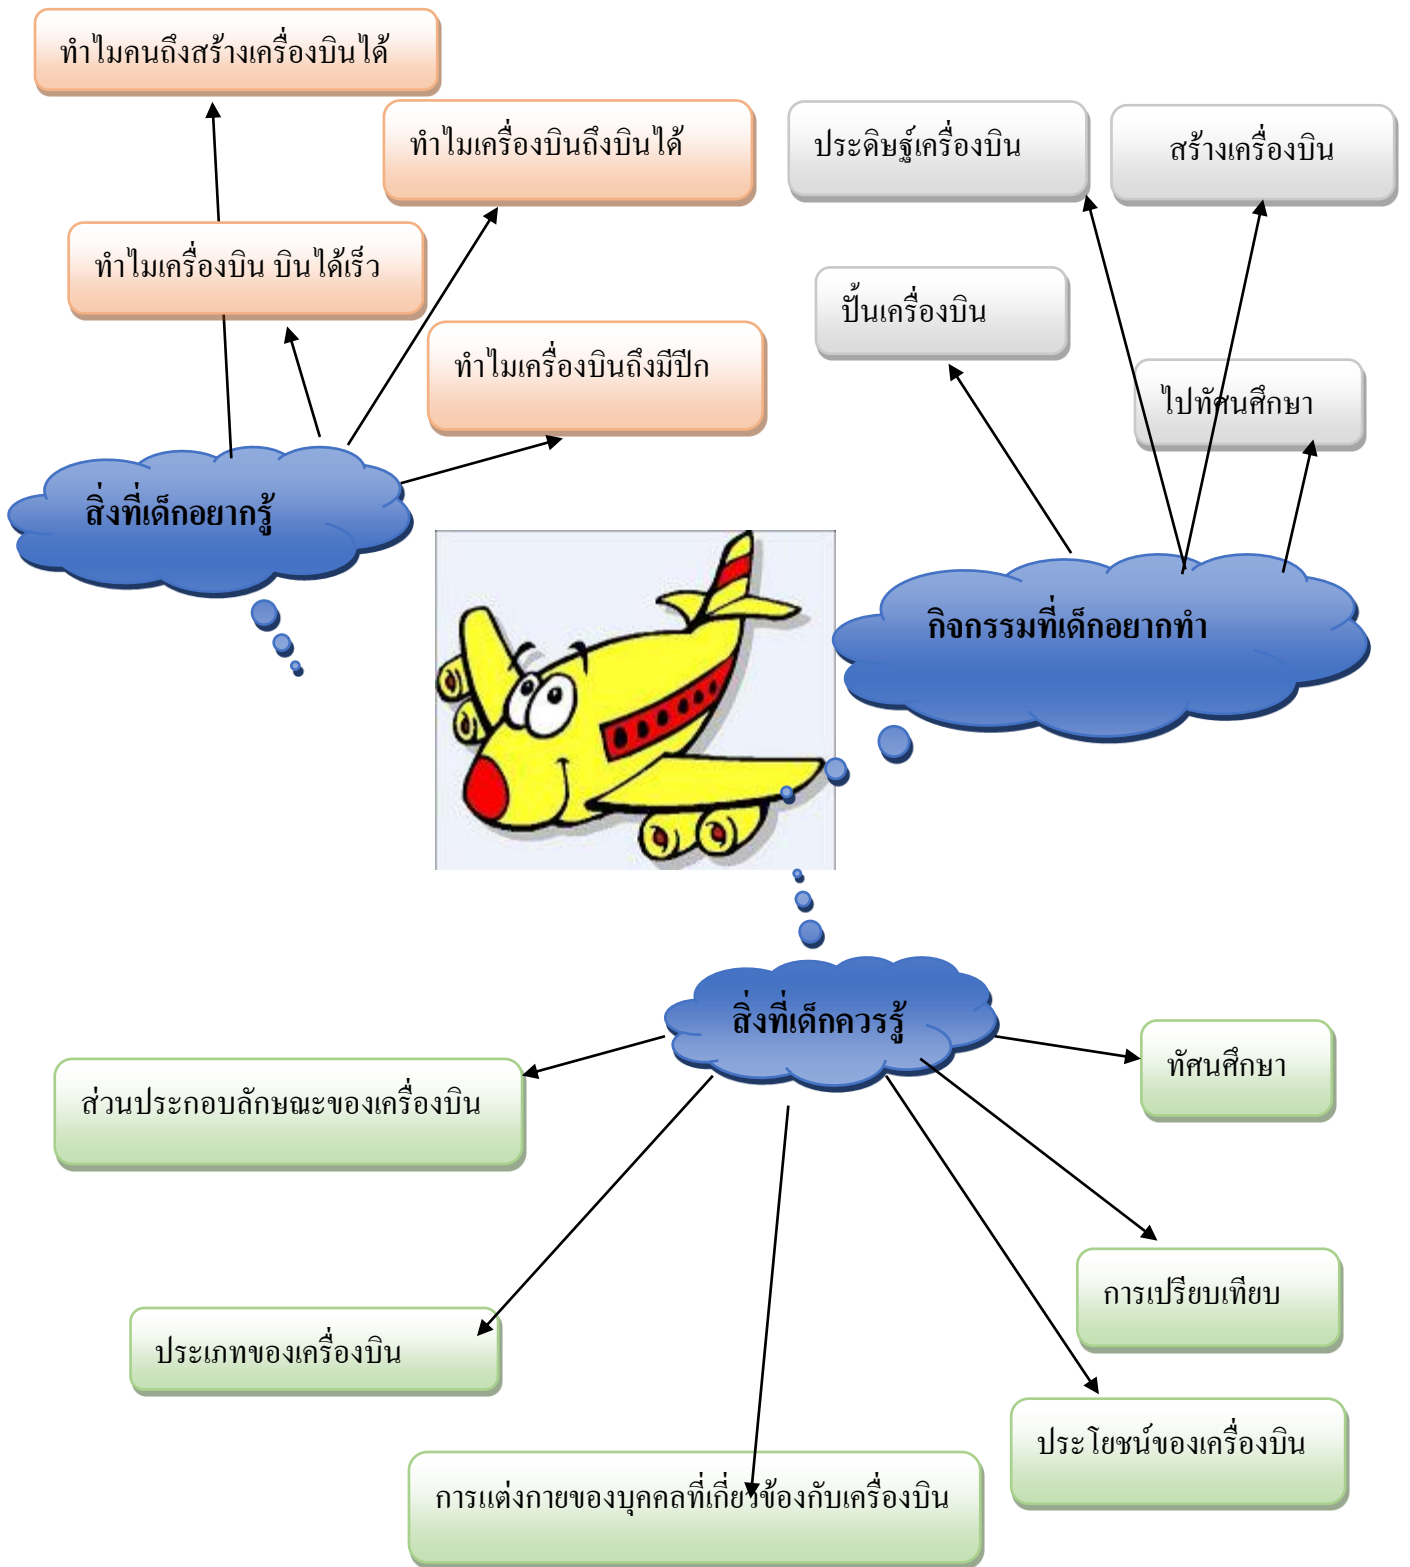 ทำไมคนถึงสร้างเครื่องบินได้
ทำไมเครื่องบินถึงบินได้
ประดิษฐ์เครื่องบิน
สร้างเครื่องบิน
ทำไมเครื่องบิน บินได้เร็ว
ปั้นเครื่องบิน
ทำไมเครื่องบินถึงมีปีก
ไปทัศนศึกษา
สิ่งที่เด็กอยากรู้
กิจกรรมที่เด็กอยากทำ
สิ่งที่เด็กควรรู้
ทัศนศึกษา
ส่วนประกอบลักษณะของเครื่องบิน
การเปรียบเทียบ
ประเภทของเครื่องบิน
ประโยชน์ของเครื่องบิน
การแต่งกายของบุคคลที่เกี่ยวข้องกับเครื่องบิน